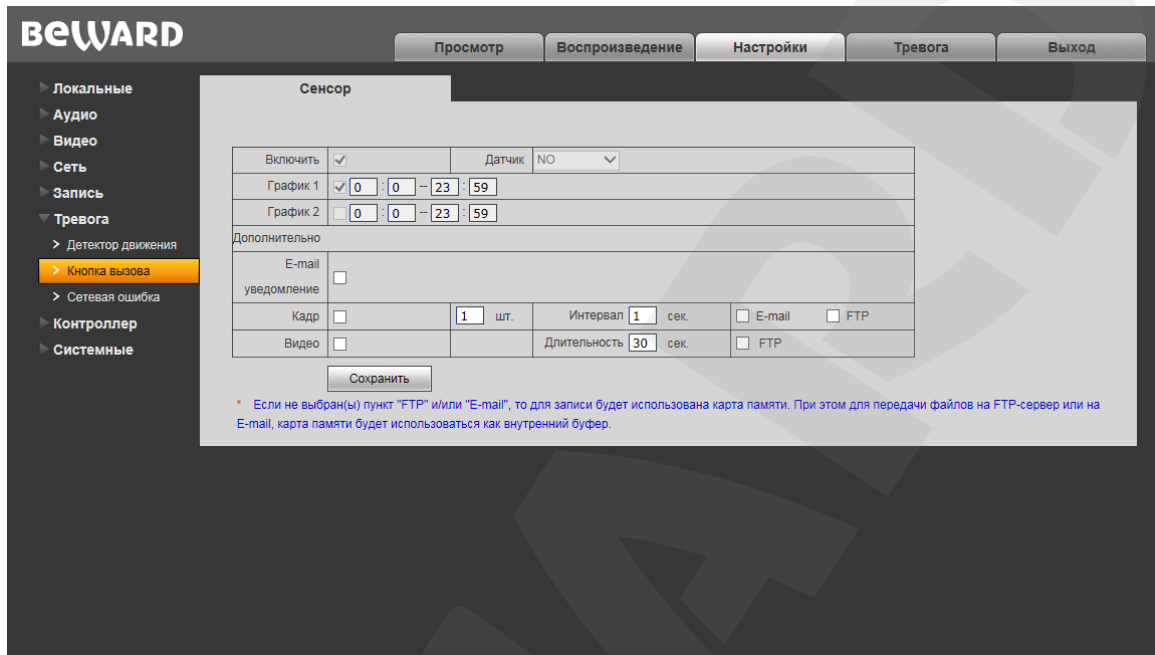 BEWARD
Просмотр Воспроизведение Настройки Тревога Выход
Локальные
Аудио
Видео
Сеть
Запись
Тревога
> Детектор движения
> Кнопка вызова
> Сетевая ошибка
Контроллер
Системные
Сенсор
Включить Датчик NO
График 1 0 : 0 -- 23 : 59
График 2 0 : 0 -- 23 : 59
Дополнительно
E-mail
уведомление
Кадр 1 шт. Интервал 1 сек. E-mail FTP
Видео Длительность 30 сек. FTP
Сохранить
* Если не выбран(ы) пункт "FTP" и/или "E-mail", то для записи будет использована карта памяти. При этом для передачи файлов на FTP-сервер или на
E-mail, карта памяти будет использоваться как внутренний буфер.